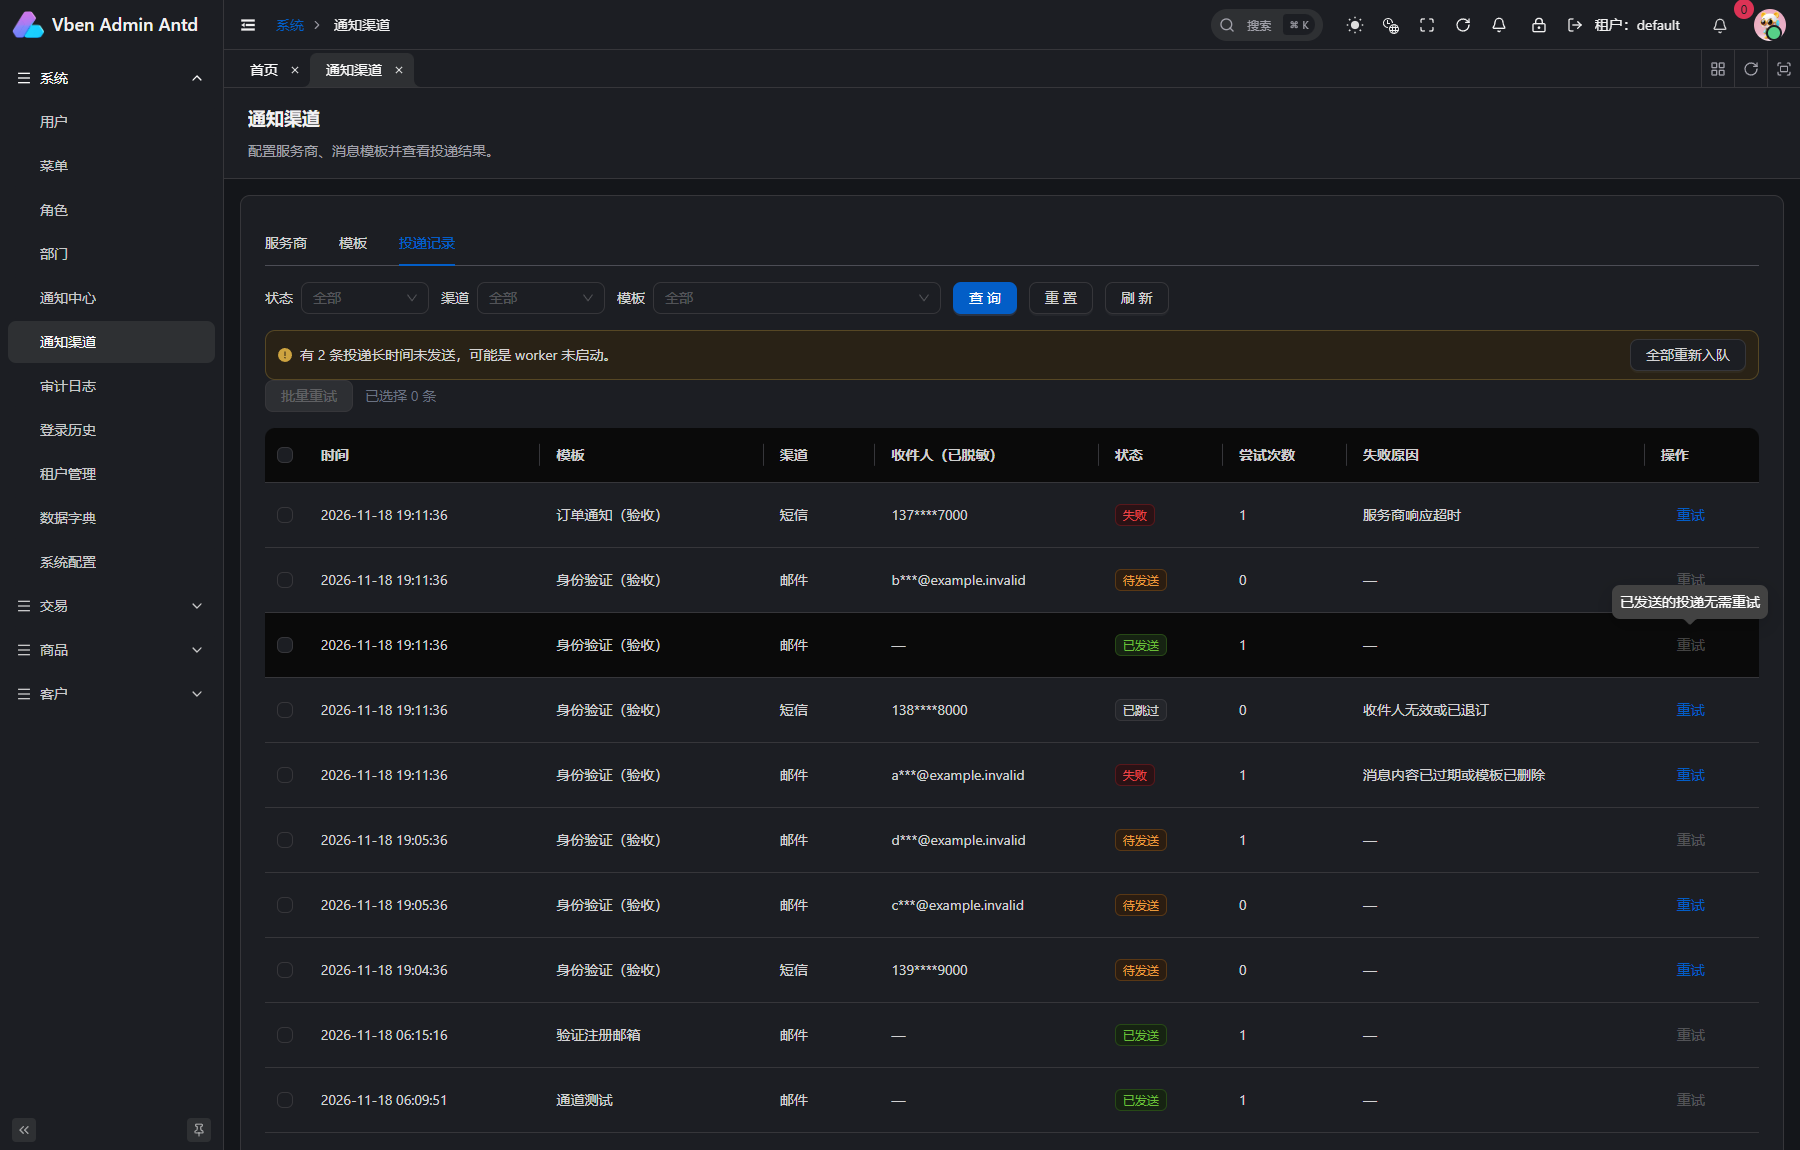 Vben Admin Antd
系统
用户
菜单
角色
部门
通知中心
通知渠道
审计日志
登录历史
租户管理
数据字典
系统配置
交易
商品
客户
系统 > 通知渠道
搜索 ⌘ K
租户：default
0
首页 ×
通知渠道 ×
通知渠道
配置服务商、消息模板并查看投递结果。
服务商 模板 投递记录
状态 全部 渠道 全部 模板 全部 查 询 重 置 刷 新
有 2 条投递长时间未发送，可能是 worker 未启动。 全部重新入队
批量重试 已选择 0 条
时间 模板 渠道 收件人（已脱敏） 状态 尝试次数 失败原因 操作
2026-11-18 19:11:36 订单通知（验收） 短信 137****7000 失败 1 服务商响应超时 重试
2026-11-18 19:11:36 身份验证（验收） 邮件 b***@example.invalid 待发送 0 — 重试
已发送的投递无需重试
2026-11-18 19:11:36 身份验证（验收） 邮件 — 已发送 1 — 重试
2026-11-18 19:11:36 身份验证（验收） 短信 138****8000 已跳过 0 收件人无效或已退订 重试
2026-11-18 19:11:36 身份验证（验收） 邮件 a***@example.invalid 失败 1 消息内容已过期或模板已删除 重试
2026-11-18 19:05:36 身份验证（验收） 邮件 d***@example.invalid 待发送 1 — 重试
2026-11-18 19:05:36 身份验证（验收） 邮件 c***@example.invalid 待发送 0 — 重试
2026-11-18 19:04:36 身份验证（验收） 短信 139****9000 待发送 0 — 重试
2026-11-18 06:15:16 验证注册邮箱 邮件 — 已发送 1 — 重试
2026-11-18 06:09:51 通道测试 邮件 — 已发送 1 — 重试